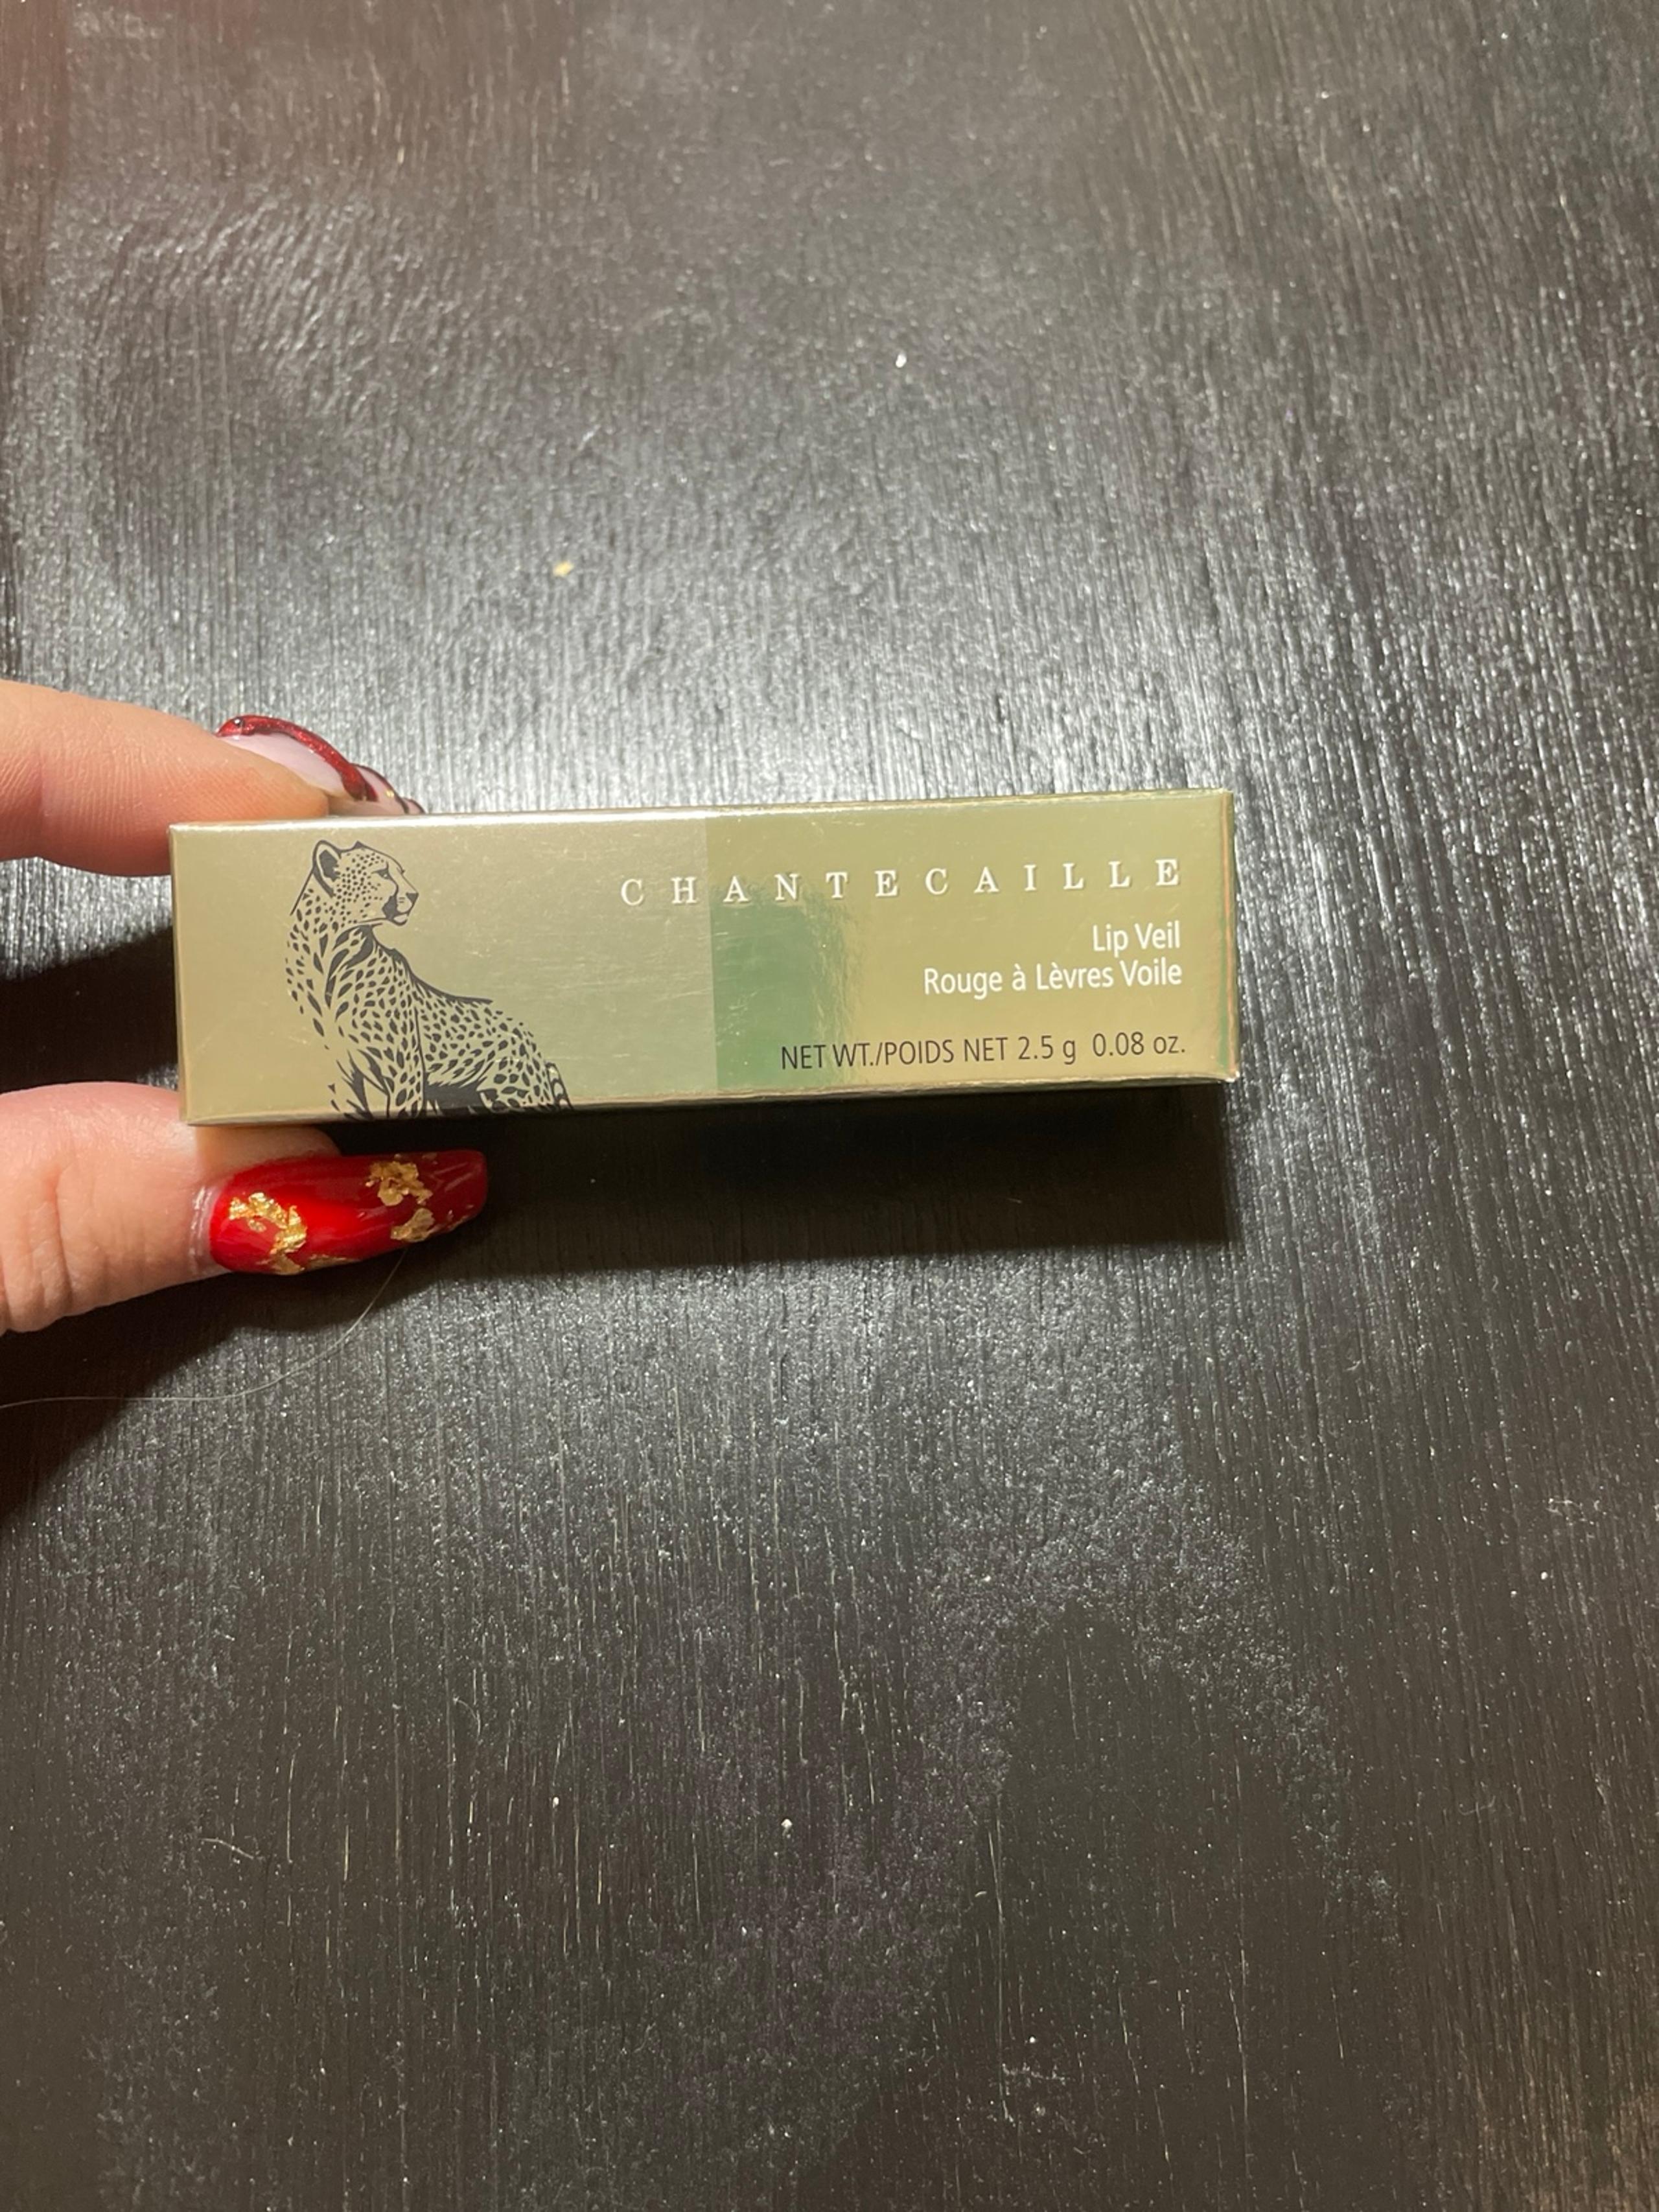 CHANTECAILLE
Lip Veil
Rouge à Lèvres Voile
NET WT./POIDS NET 2.5 g 0.08 oz.